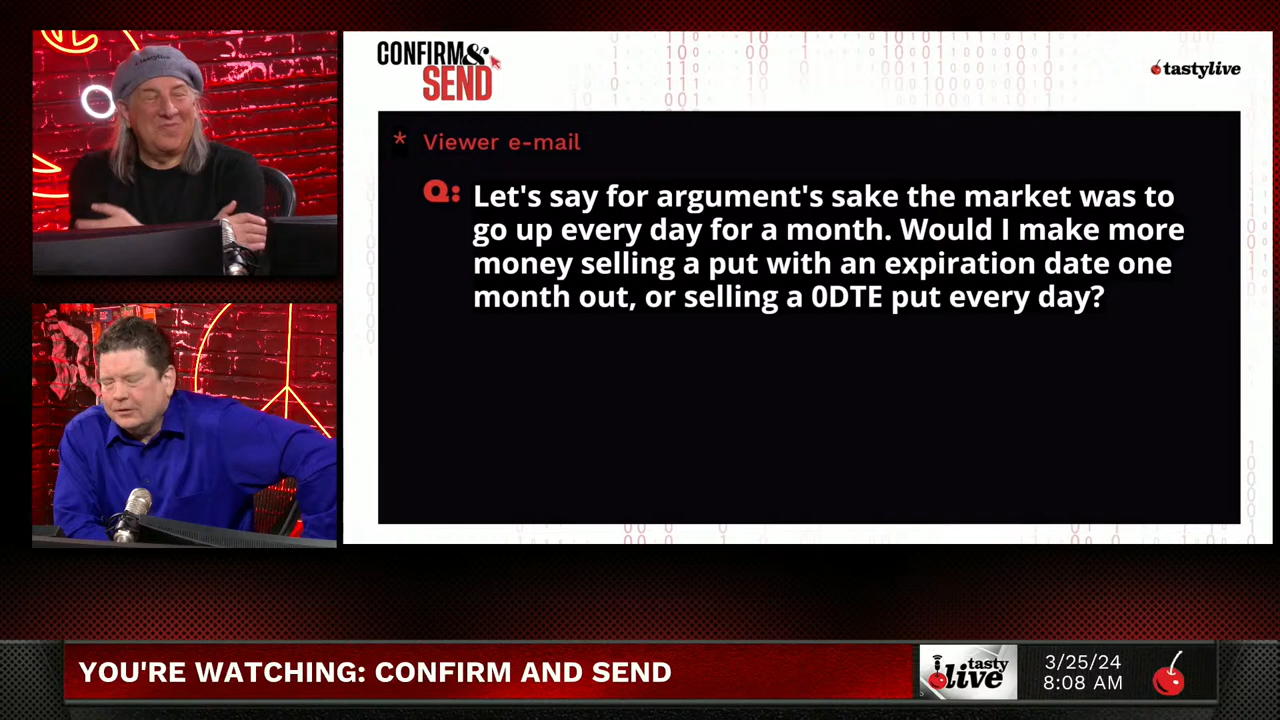 CONFIRM&
SEND
tastylive
* Viewer e-mail
Q: Let's say for argument's sake the market was to
go up every day for a month. Would I make more
money selling a put with an expiration date one
month out, or selling a 0DTE put every day?
YOU'RE WATCHING: CONFIRM AND SEND
tasty
live
3/25/24
8:08 AM